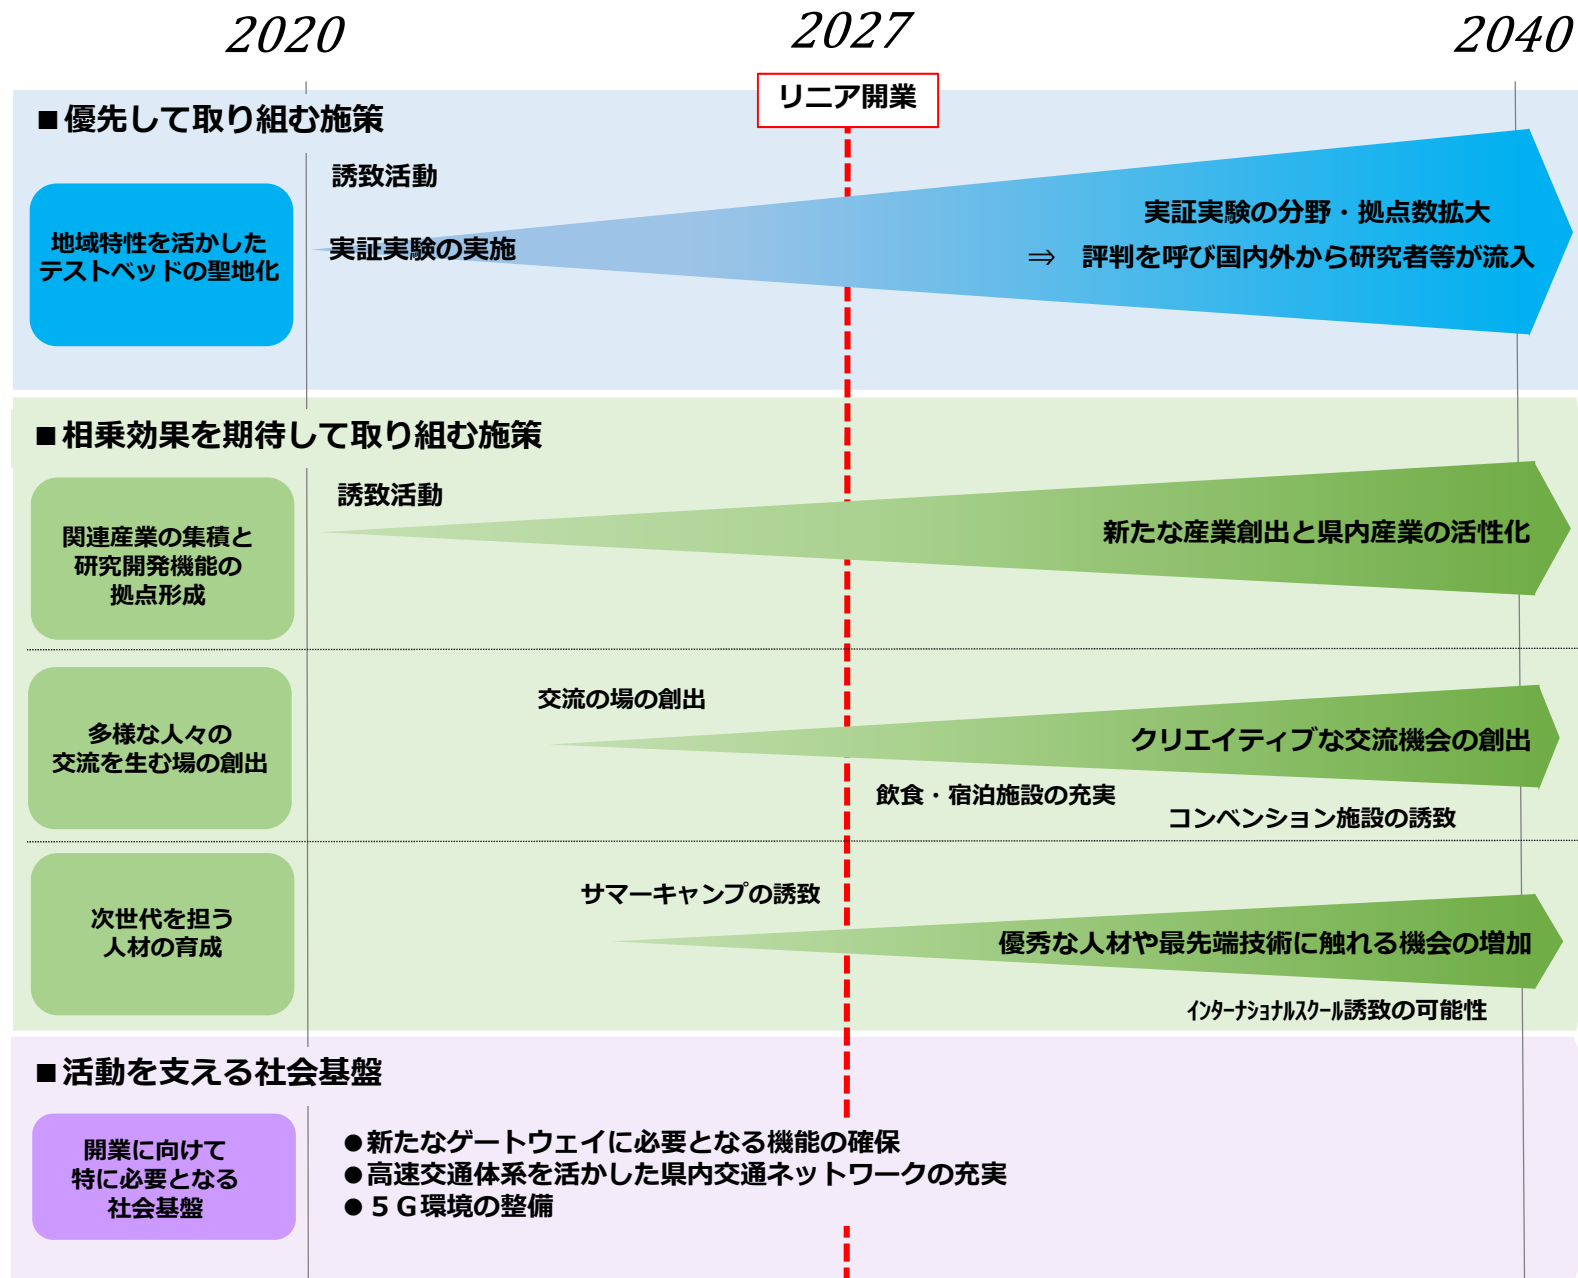 2020
2027
2040
リニア開業
■優先して取り組む施策
誘致活動
地域特性を活かした
テストベッドの聖地化
実証実験の実施
実証実験の分野・拠点数拡大
⇒ 評判を呼び国内外から研究者等が流入
■相乗効果を期待して取り組む施策
誘致活動
関連産業の集積と
研究開発機能の
拠点形成
新たな産業創出と県内産業の活性化
多様な人々の
交流を生む場の創出
交流の場の創出
クリエイティブな交流機会の創出
飲食・宿泊施設の充実
コンベンション施設の誘致
次世代を担う
人材の育成
サマーキャンプの誘致
優秀な人材や最先端技術に触れる機会の増加
ｲﾝﾀｰﾅｼｮﾅﾙｽｸｰﾙ誘致の可能性
■活動を支える社会基盤
開業に向けて
特に必要となる
社会基盤
●新たなゲートウェイに必要となる機能の確保
●高速交通体系を活かした県内交通ネットワークの充実
●５Ｇ環境の整備